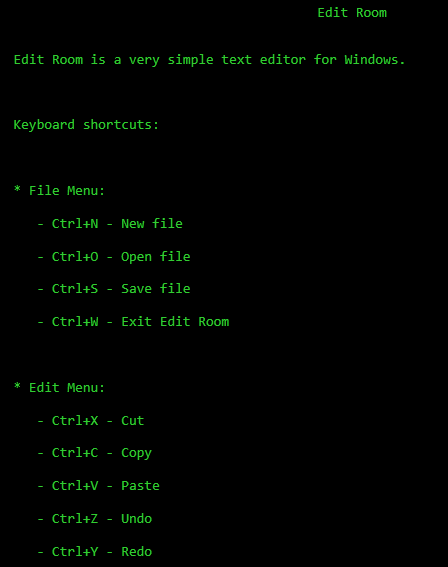 Edit Room
Edit Room is a very simple text editor for Windows.
Keyboard shortcuts:
* File Menu:
- Ctrl+N - New file
- Ctrl+O - Open file
- Ctrl+S - Save file
- Ctrl+W - Exit Edit Room
* Edit Menu:
- Ctrl+X - Cut
- Ctrl+C - Copy
- Ctrl+V - Paste
- Ctrl+Z - Undo
- Ctrl+Y - Redo